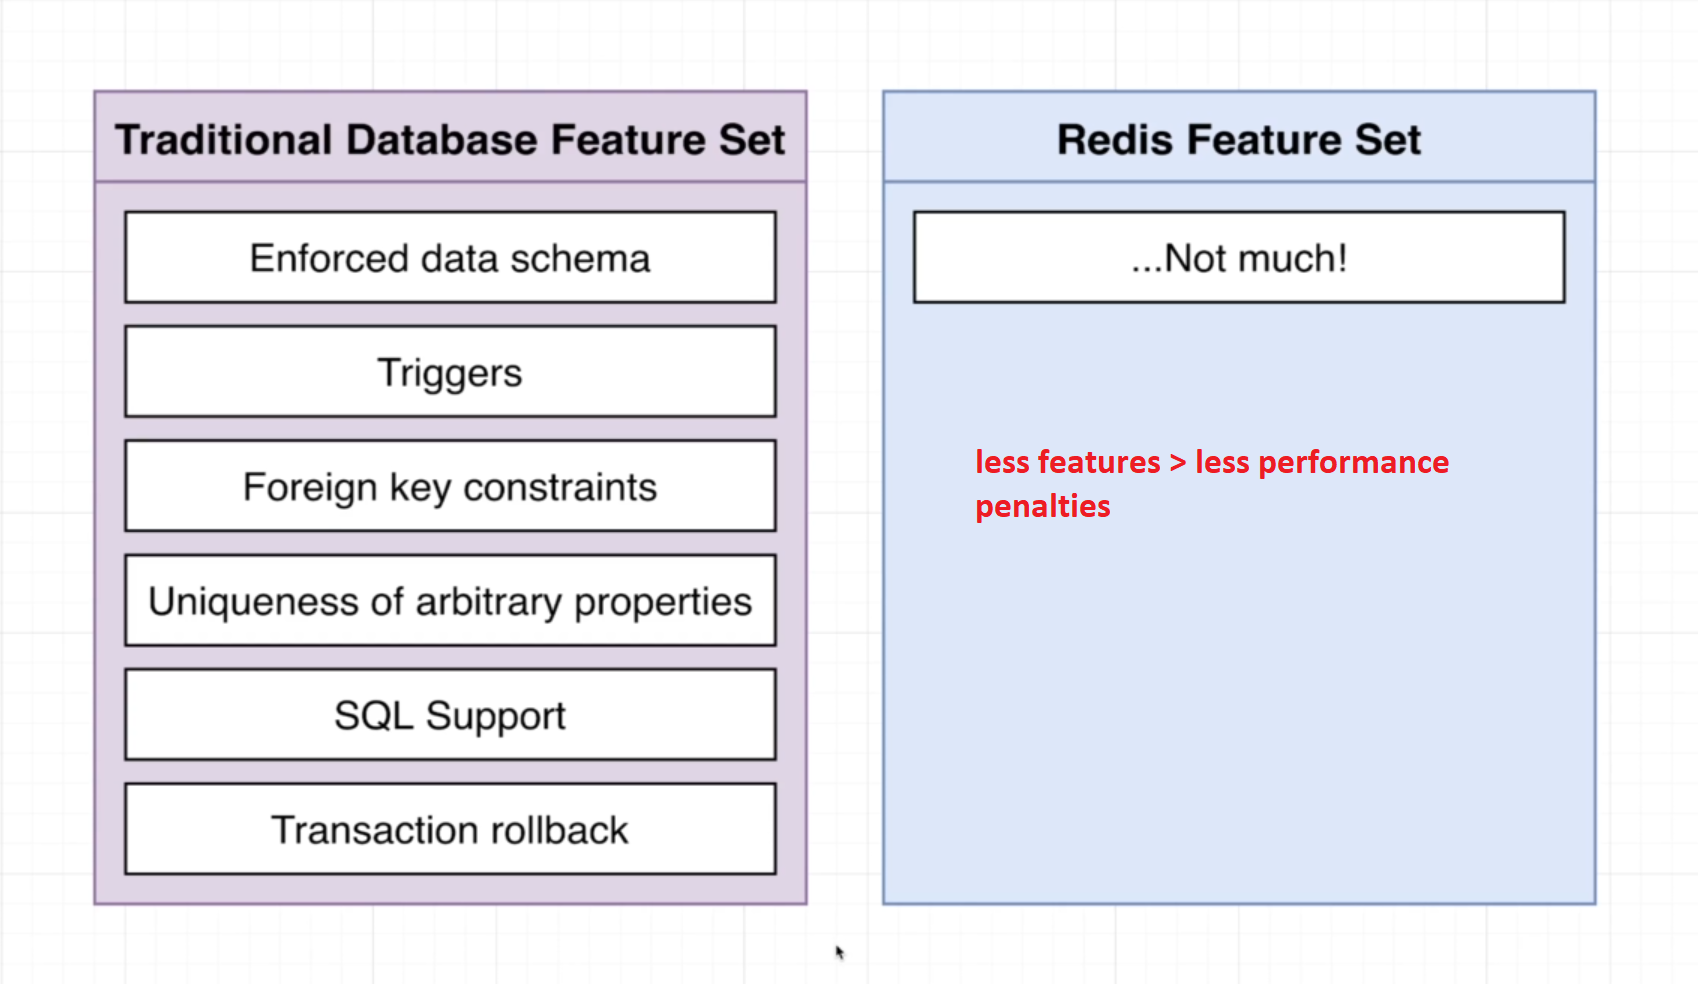 Traditional Database Feature Set
Enforced data schema
Triggers
Foreign key constraints
Uniqueness of arbitrary properties
SQL Support
Transaction rollback
Redis Feature Set
...Not much!
less features > less performance
penalties